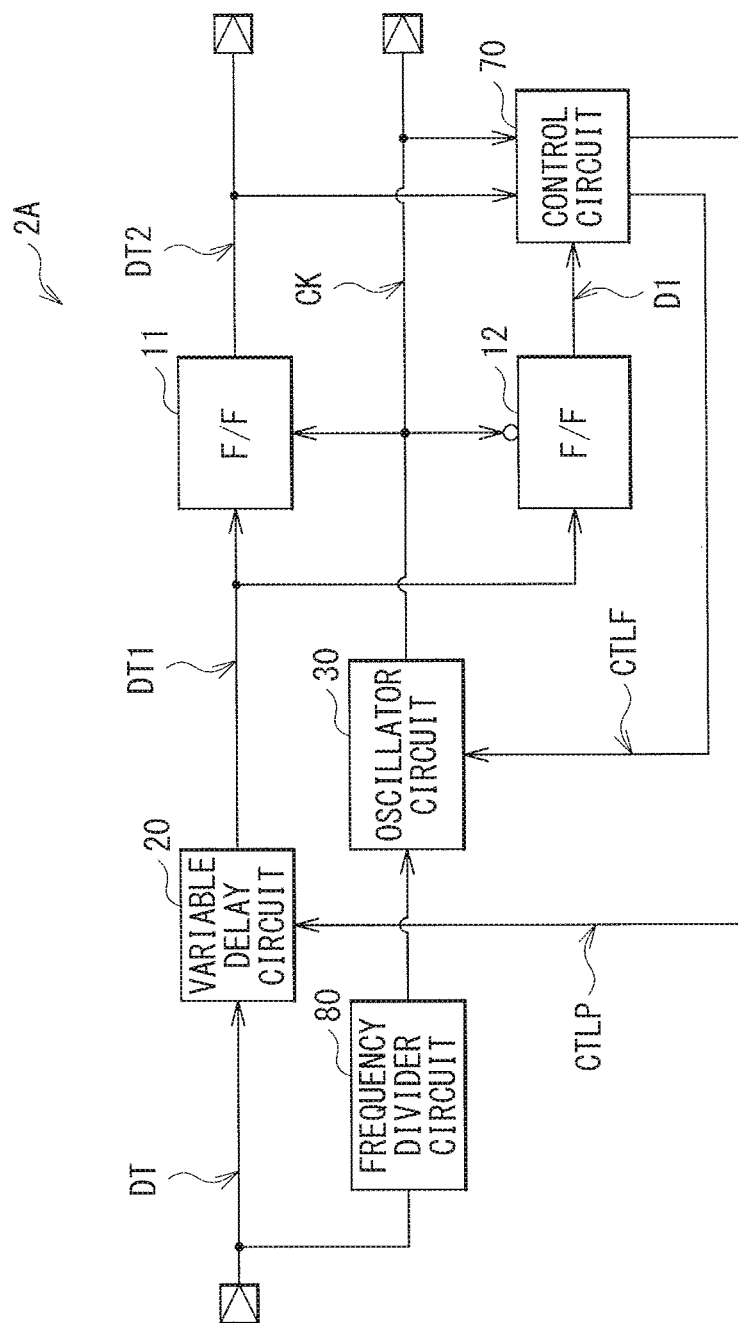 2A
DT
VARIABLE
DELAY
CIRCUIT
20
DT1
F/F
11
DT2
FREQUENCY
DIVIDER
CIRCUIT
80
OSCILLATOR
CIRCUIT
30
CK
F/F
12
D1
CONTROL
CIRCUIT
70
CTLP
CTLF